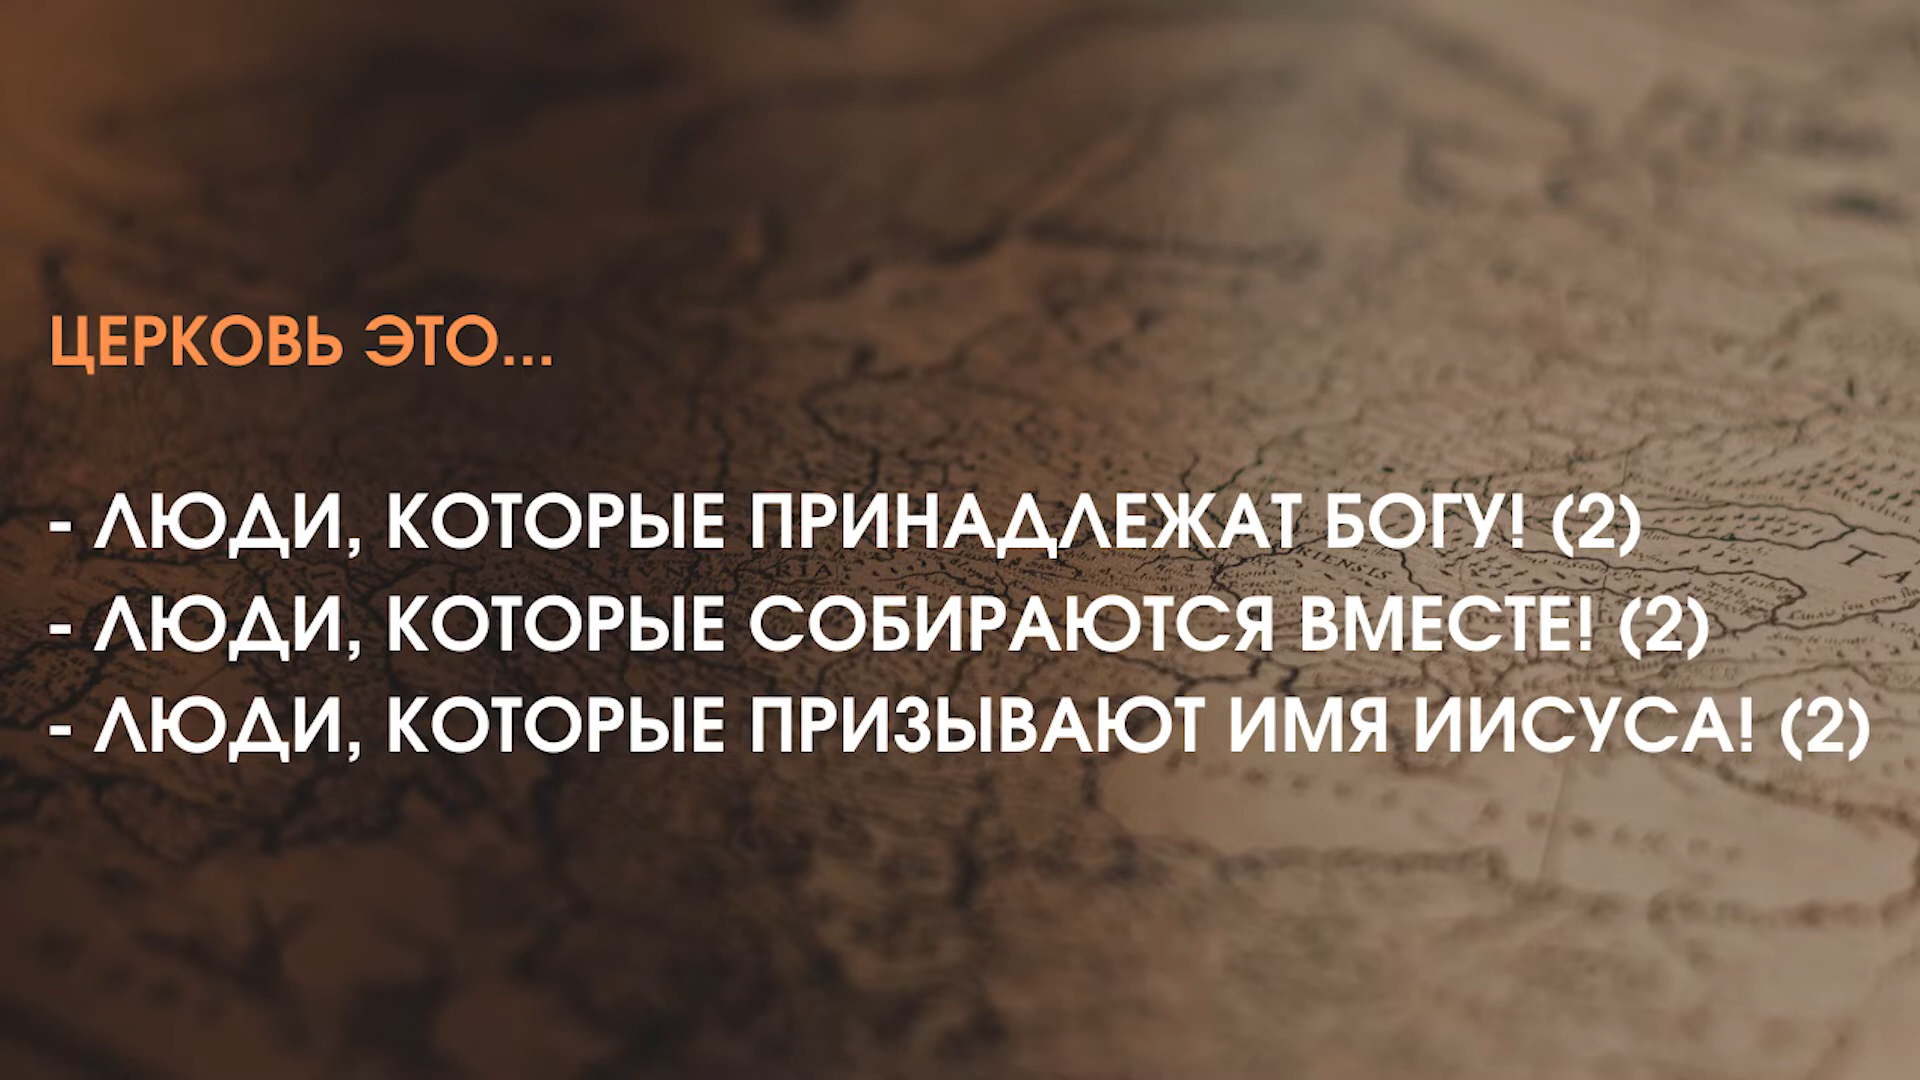 ЦЕРКОВЬ ЭТО...
- ЛЮДИ, КОТОРЫЕ ПРИНАДЛЕЖАТ БОГУ! (2)
- ЛЮДИ, КОТОРЫЕ СОБИРАЮТСЯ ВМЕСТЕ! (2)
- ЛЮДИ, КОТОРЫЕ ПРИЗЫВАЮТ ИМЯ ИИСУСА! (2)